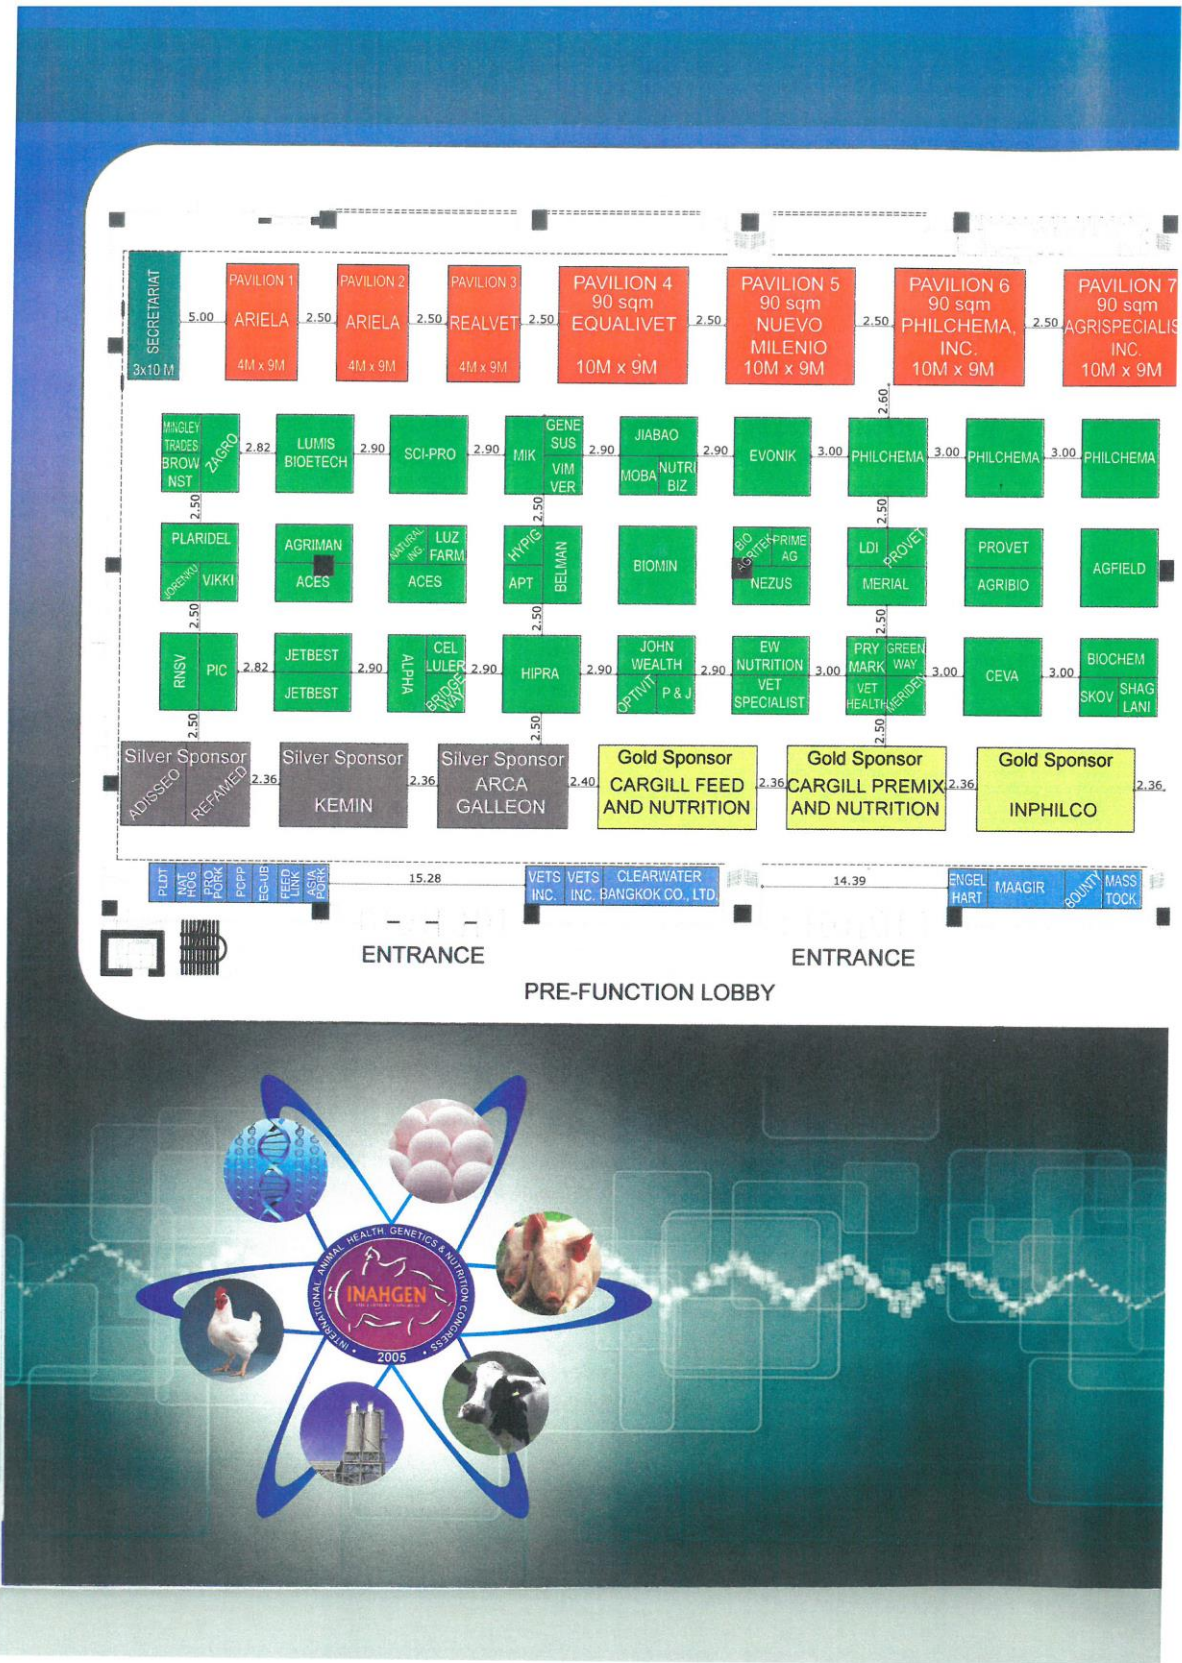 SECRETARIAT
3x10 M
5.00
PAVILION 1
ARIELA
4M x 9M
2.50
PAVILION 2
ARIELA
4M x 9M
2.50
PAVILION 3
REALVET
4M x 9M
2.50
PAVILION 4
90 sqm
EQUALIVET
10M x 9M
2.50
PAVILION 5
90 sqm
NUEVO
MILENIO
10M x 9M
2.50
PAVILION 6
90 sqm
PHILCHEMA,
INC.
10M x 9M
2.50
PAVILION 7
90 sqm
AGRISPECIALIS
INC.
10M x 9M
2.60
MINGLEY
TRADES
BROW
NST
ZAGRO
2.82
LUMIS
BIOETECH
2.90
SCI-PRO
2.90
MIK
GENE
SUS
VIM
VER
2.90
JIABAO
MOBA
NUTRI
BIZ
2.90
EVONIK
3.00
PHILCHEMA
3.00
PHILCHEMA
3.00
PHILCHEMA
2.50
2.50
2.50
PLARIDEL
JORENKU
VIKKI
AGRIMAN
ACES
NATURAL
ING.
LUZ
FARM
ACES
HYPIG
APT
BELMAN
BIOMIN
BIO
AGRITEK
PRIME
AG
NEZUS
LDI
PROVET
MERIAL
PROVET
AGRIBIO
AGFIELD
2.50
2.50
2.50
RNSV
PIC
2.82
JETBEST
JETBEST
2.90
ALPHA
CEL
LULER
BRIDGE
WAY
2.90
HIPRA
2.90
JOHN
WEALTH
OPTIVIT
P & J
2.90
EW
NUTRITION
VET
SPECIALIST
3.00
PRY
MARK
GREEN
WAY
VET
HEALTH
MERIDEN
3.00
CEVA
3.00
BIOCHEM
SKOV
SHAG
LANI
2.50
2.50
2.50
Silver Sponsor
ADISSEO
REFAMED
2.36
Silver Sponsor
KEMIN
2.36
Silver Sponsor
ARCA
GALLEON
2.40
Gold Sponsor
CARGILL FEED
AND NUTRITION
2.36
Gold Sponsor
CARGILL PREMIX
AND NUTRITION
2.36
Gold Sponsor
INPHILCO
2.36
PLDT
NAT
HOG
PRO
PORK
PCPP
EG-UB
FEED
LINK
ASIA
PORK
15.28
VETS
INC.
VETS
INC.
CLEARWATER
BANGKOK CO., LTD.
14.39
ENGEL
HART
MAAGIR
BOUNTY
MASS
TOCK
ENTRANCE
ENTRANCE
PRE-FUNCTION LOBBY
INTERNATIONAL ANIMAL HEALTH, GENETICS & NUTRITION CONGRESS
INAHGEN
2005